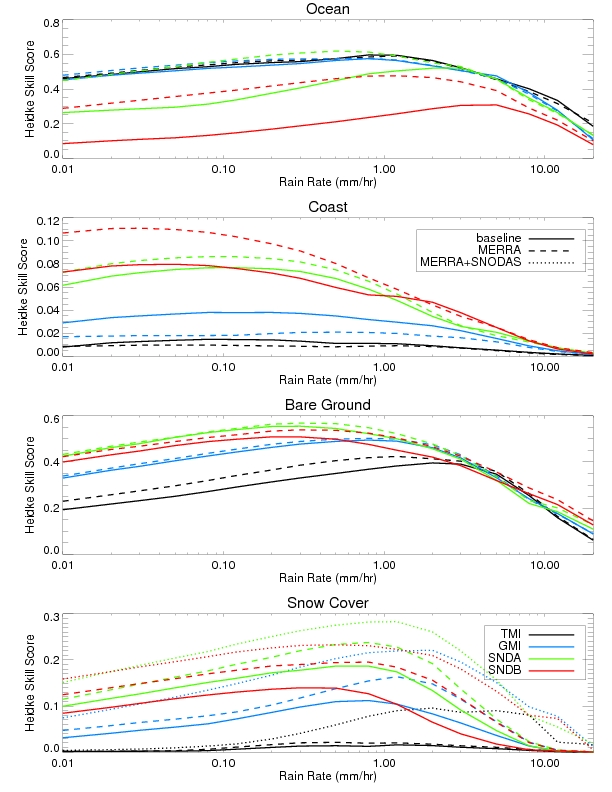 Ocean
0.8
0.6
0.4
0.2
0.0
Heidke Skill Score
0.01 0.10 1.00 10.00
Rain Rate (mm/hr)
Coast
0.12
0.10
0.08
0.06
0.04
0.02
0.00
Heidke Skill Score
baseline
MERRA
MERRA+SNODAS
0.01 0.10 1.00 10.00
Rain Rate (mm/hr)
Bare Ground
0.6
0.4
0.2
0.0
Heidke Skill Score
0.01 0.10 1.00 10.00
Rain Rate (mm/hr)
Snow Cover
0.3
0.2
0.1
0.0
Heidke Skill Score
TMI
GMI
SNDA
SNDB
0.01 0.10 1.00 10.00
Rain Rate (mm/hr)